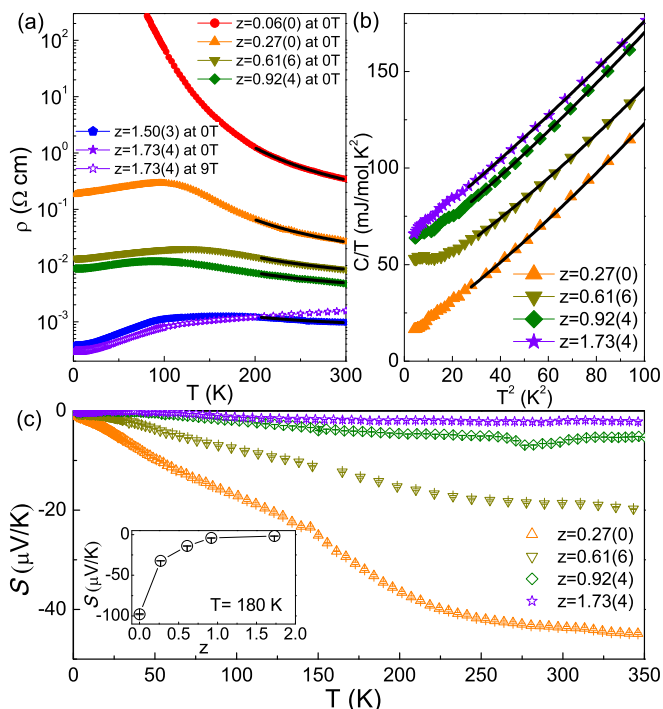 (a)
z=0.06(0) at 0T
z=0.27(0) at 0T
z=0.61(6) at 0T
z=0.92(4) at 0T
z=1.50(3) at 0T
z=1.73(4) at 0T
z=1.73(4) at 9T
10²
10¹
10⁰
10⁻¹
10⁻²
10⁻³
ρ (Ω cm)
0 100 200 300
T (K)
(b)
150
100
50
0
C/T (mJ/mol.K²)
z=0.27(0)
z=0.61(6)
z=0.92(4)
z=1.73(4)
0 20 40 60 80 100
T² (K²)
(c)
0
-20
-40
S (μV/K)
z=0.27(0)
z=0.61(6)
z=0.92(4)
z=1.73(4)
0
-50
-100
S (μV/K)
T= 180 K
0.0 0.5 1.0 1.5 2.0
z
0 50 100 150 200 250 300 350
T (K)